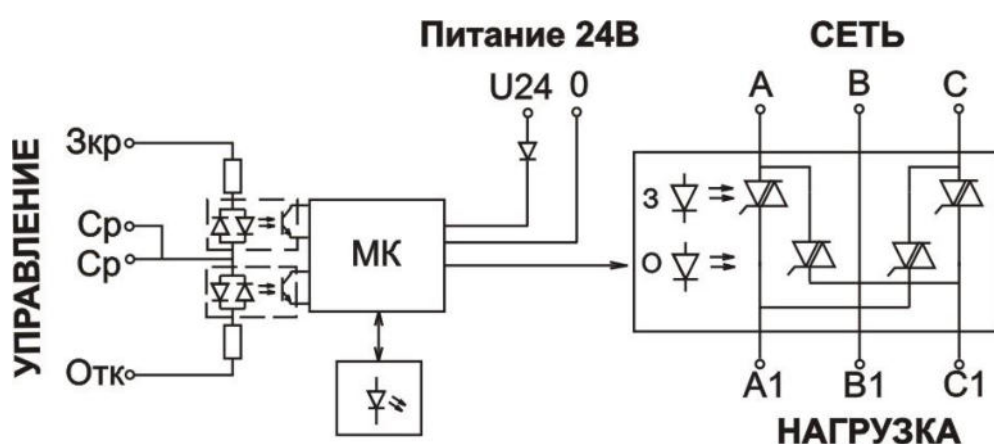 Питание 24В
СЕТЬ
U24 0
A B C
УПРАВЛЕНИЕ
Зкр
Ср
Ср
Отк
МК
З
О
A1 B1 C1
НАГРУЗКА